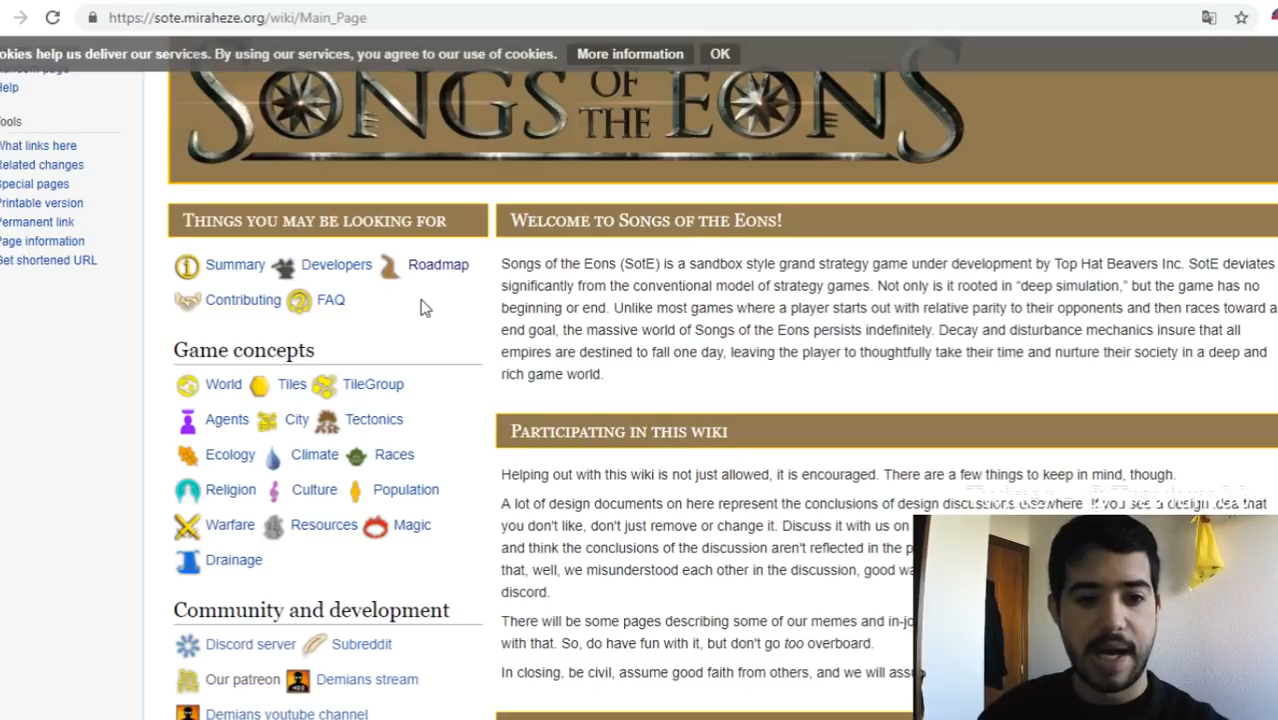 https://sote.miraheze.org/wiki/Main_Page
okies help us deliver our services. By using our services, you agree to our use of cookies. More information OK
Help
Tools
What links here
Related changes
Special pages
Printable version
Permanent link
Page information
Get shortened URL
SONGS OF THE EONS
Things you may be looking for
Summary Developers Roadmap
Contributing FAQ
Game concepts
World Tiles TileGroup
Agents City Tectonics
Ecology Climate Races
Religion Culture Population
Warfare Resources Magic
Drainage
Community and development
Discord server Subreddit
Our patreon Demians stream
Demians youtube channel
Welcome to Songs of the Eons!
Songs of the Eons (SotE) is a sandbox style grand strategy game under development by Top Hat Beavers Inc. SotE deviates
significantly from the conventional model of strategy games. Not only is it rooted in “deep simulation,” but the game has no
beginning or end. Unlike most games where a player starts out with relative parity to their opponents and then races toward a
end goal, the massive world of Songs of the Eons persists indefinitely. Decay and disturbance mechanics insure that all
empires are destined to fall one day, leaving the player to thoughtfully take their time and nurture their society in a deep and
rich game world.
Participating in this wiki
Helping out with this wiki is not just allowed, it is encouraged. There are a few things to keep in mind, though.
A lot of design documents on here represent the conclusions of design discussions elsewhere. If you see a design idea that
you don't like, don't just remove or change it. Discuss it with us on
and think the conclusions of the discussion aren't reflected in the p
that, well, we misunderstood each other in the discussion, good wa
discord.
There will be some pages describing some of our memes and in-jo
with that. So, do have fun with it, but don't go too overboard.
In closing, be civil, assume good faith from others, and we will ass